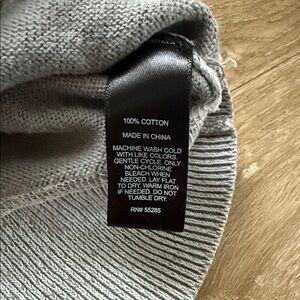 100% COTTON
MADE IN CHINA
MACHINE WASH COLD
WITH LIKE COLORS.
GENTLE CYCLE. ONLY
NON-CHLORINE
BLEACH WHEN
NEEDED. LAY FLAT
TO DRY, WARM IRON
IF NEEDED. DO NOT
TUMBLE DRY.
RN# 55285